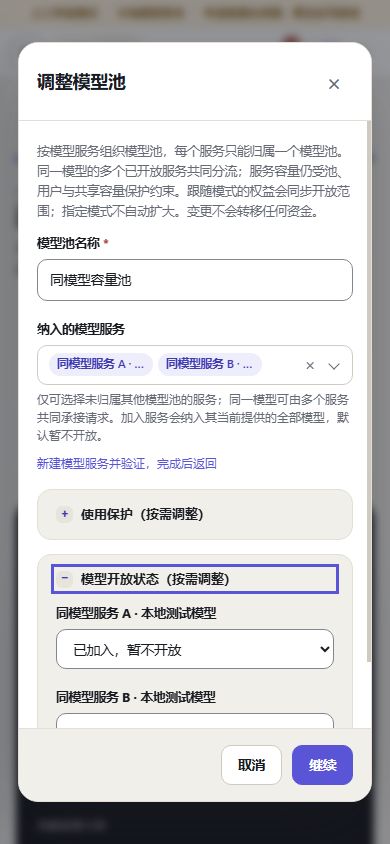 调整模型池
×
按模型服务组织模型池，每个服务只能归属一个模型池。
同一模型的多个已开放服务共同分流；服务容量仍受池、
用户与共享容量保护约束。跟随模式的权益会同步开放范
围；指定模式不自动扩大。变更不会转移任何资金。
模型池名称 *
同模型容量池
纳入的模型服务
同模型服务 A · ... 同模型服务 B · ... ×
仅可选择未归属其他模型池的服务；同一模型可由多个服务
共同承接请求。加入服务会纳入其当前提供的全部模型，默
认暂不开放。
新建模型服务并验证，完成后返回
+ 使用保护（按需调整）
− 模型开放状态（按需调整）
同模型服务 A · 本地测试模型
已加入，暂不开放
同模型服务 B · 本地测试模型
取消 继续